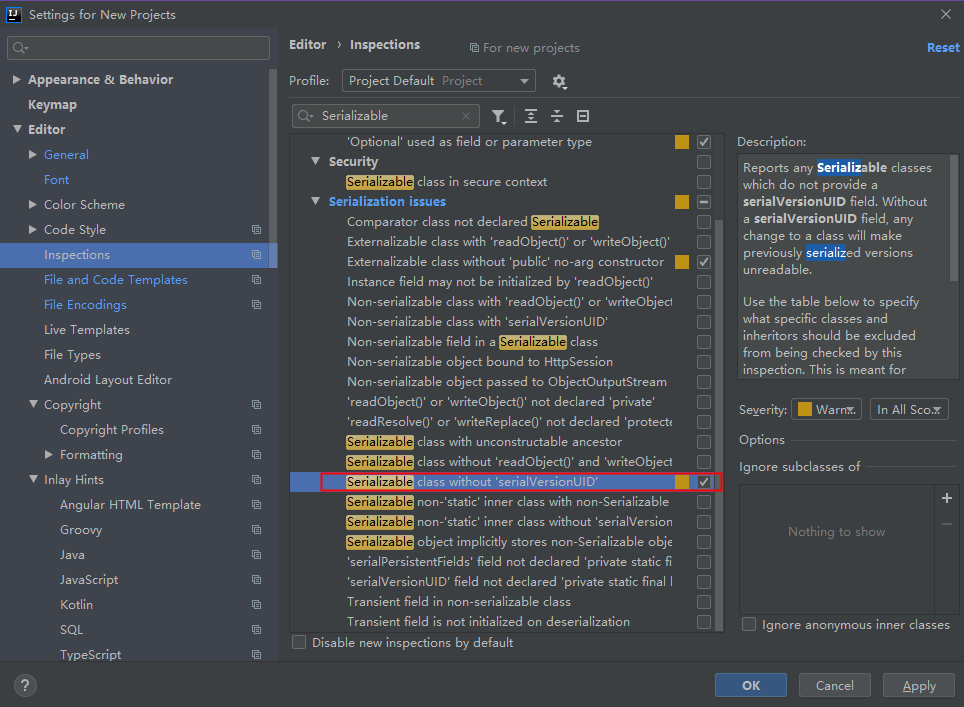 Settings for New Projects
Appearance & Behavior
Keymap
Editor
General
Font
Color Scheme
Code Style
Inspections
File and Code Templates
File Encodings
Live Templates
File Types
Android Layout Editor
Copyright
Copyright Profiles
Formatting
Inlay Hints
Angular HTML Template
Groovy
Java
JavaScript
Kotlin
SQL
TypeScript
Editor › Inspections
For new projects
Reset
Profile:
Project Default Project
Serializable
'Optional' used as field or parameter type
Security
Serializable class in secure context
Serialization issues
Comparator class not declared Serializable
Externalizable class with 'readObject()' or 'writeObject()'
Externalizable class without 'public' no-arg constructor
Instance field may not be initialized by 'readObject()'
Non-serializable class with 'readObject()' or 'writeObject
Non-serializable class with 'serialVersionUID'
Non-serializable field in a Serializable class
Non-serializable object bound to HttpSession
Non-serializable object passed to ObjectOutputStream
'readObject()' or 'writeObject()' not declared 'private'
'readResolve()' or 'writeReplace()' not declared 'protecte
Serializable class with unconstructable ancestor
Serializable class without 'readObject()' and 'writeObject
Serializable class without 'serialVersionUID'
Serializable non-'static' inner class with non-Serializable
Serializable non-'static' inner class without 'serialVersion
Serializable object implicitly stores non-Serializable obje
'serialPersistentFields' field not declared 'private static fi
'serialVersionUID' field not declared 'private static final l
Transient field in non-serializable class
Transient field is not initialized on deserialization
Disable new inspections by default
Description:
Reports any Serializable classes
which do not provide a
serialVersionUID field. Without
a serialVersionUID field, any
change to a class will make
previously serialized versions
unreadable.
Use the table below to specify
what specific classes and
inheritors should be excluded
from being checked by this
inspection. This is meant for
Severity:
Warn
In All Sco
Options
Ignore subclasses of
Nothing to show
Ignore anonymous inner classes
?
OK
Cancel
Apply